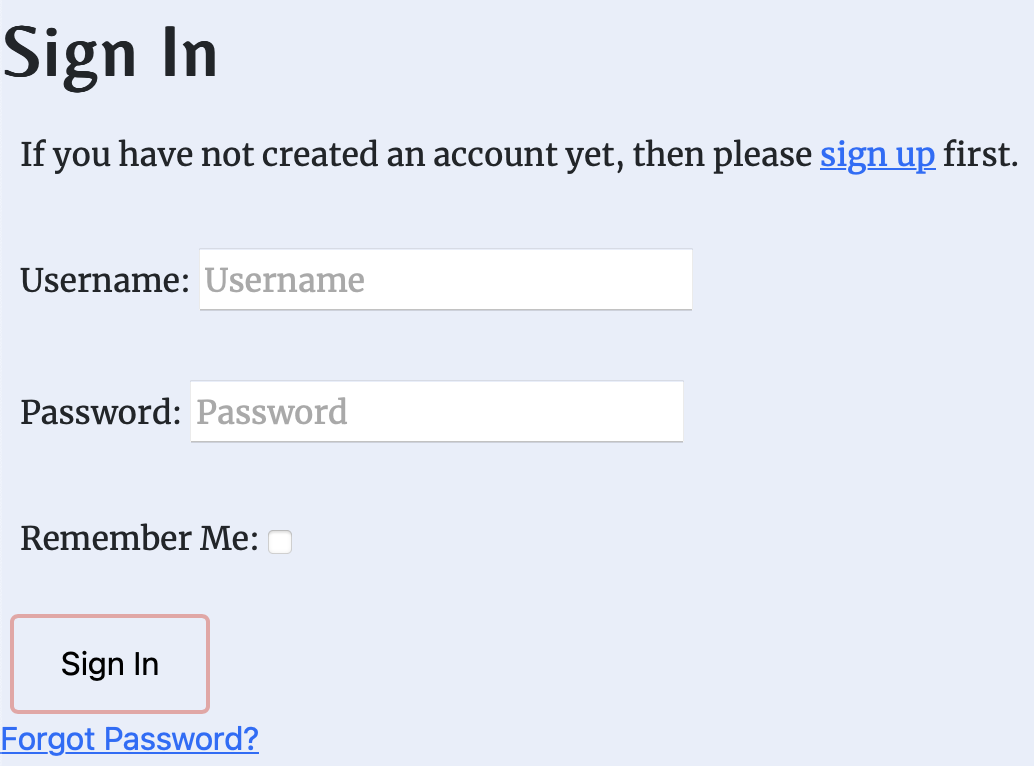 Sign In
If you have not created an account yet, then please sign up first.
Username: Username
Password: Password
Remember Me:
Sign In
Forgot Password?